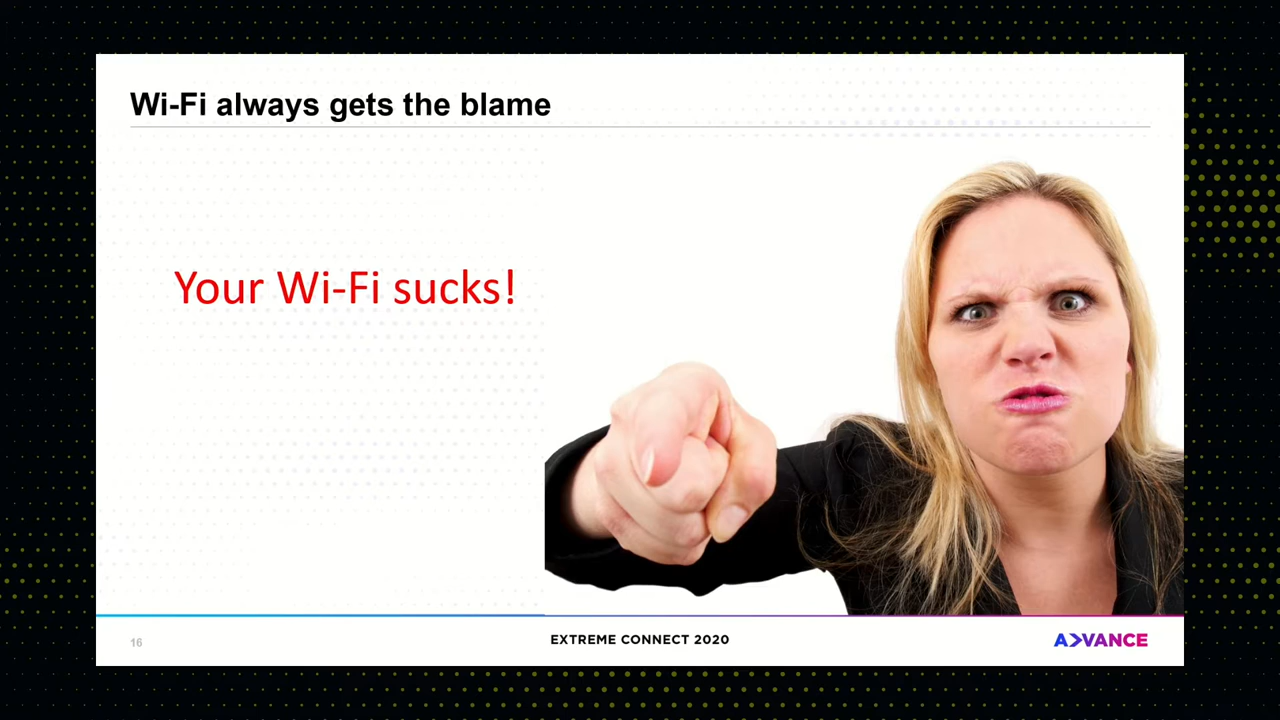 Wi-Fi always gets the blame
Your Wi-Fi sucks!
16
EXTREME CONNECT 2020
ADVANCE